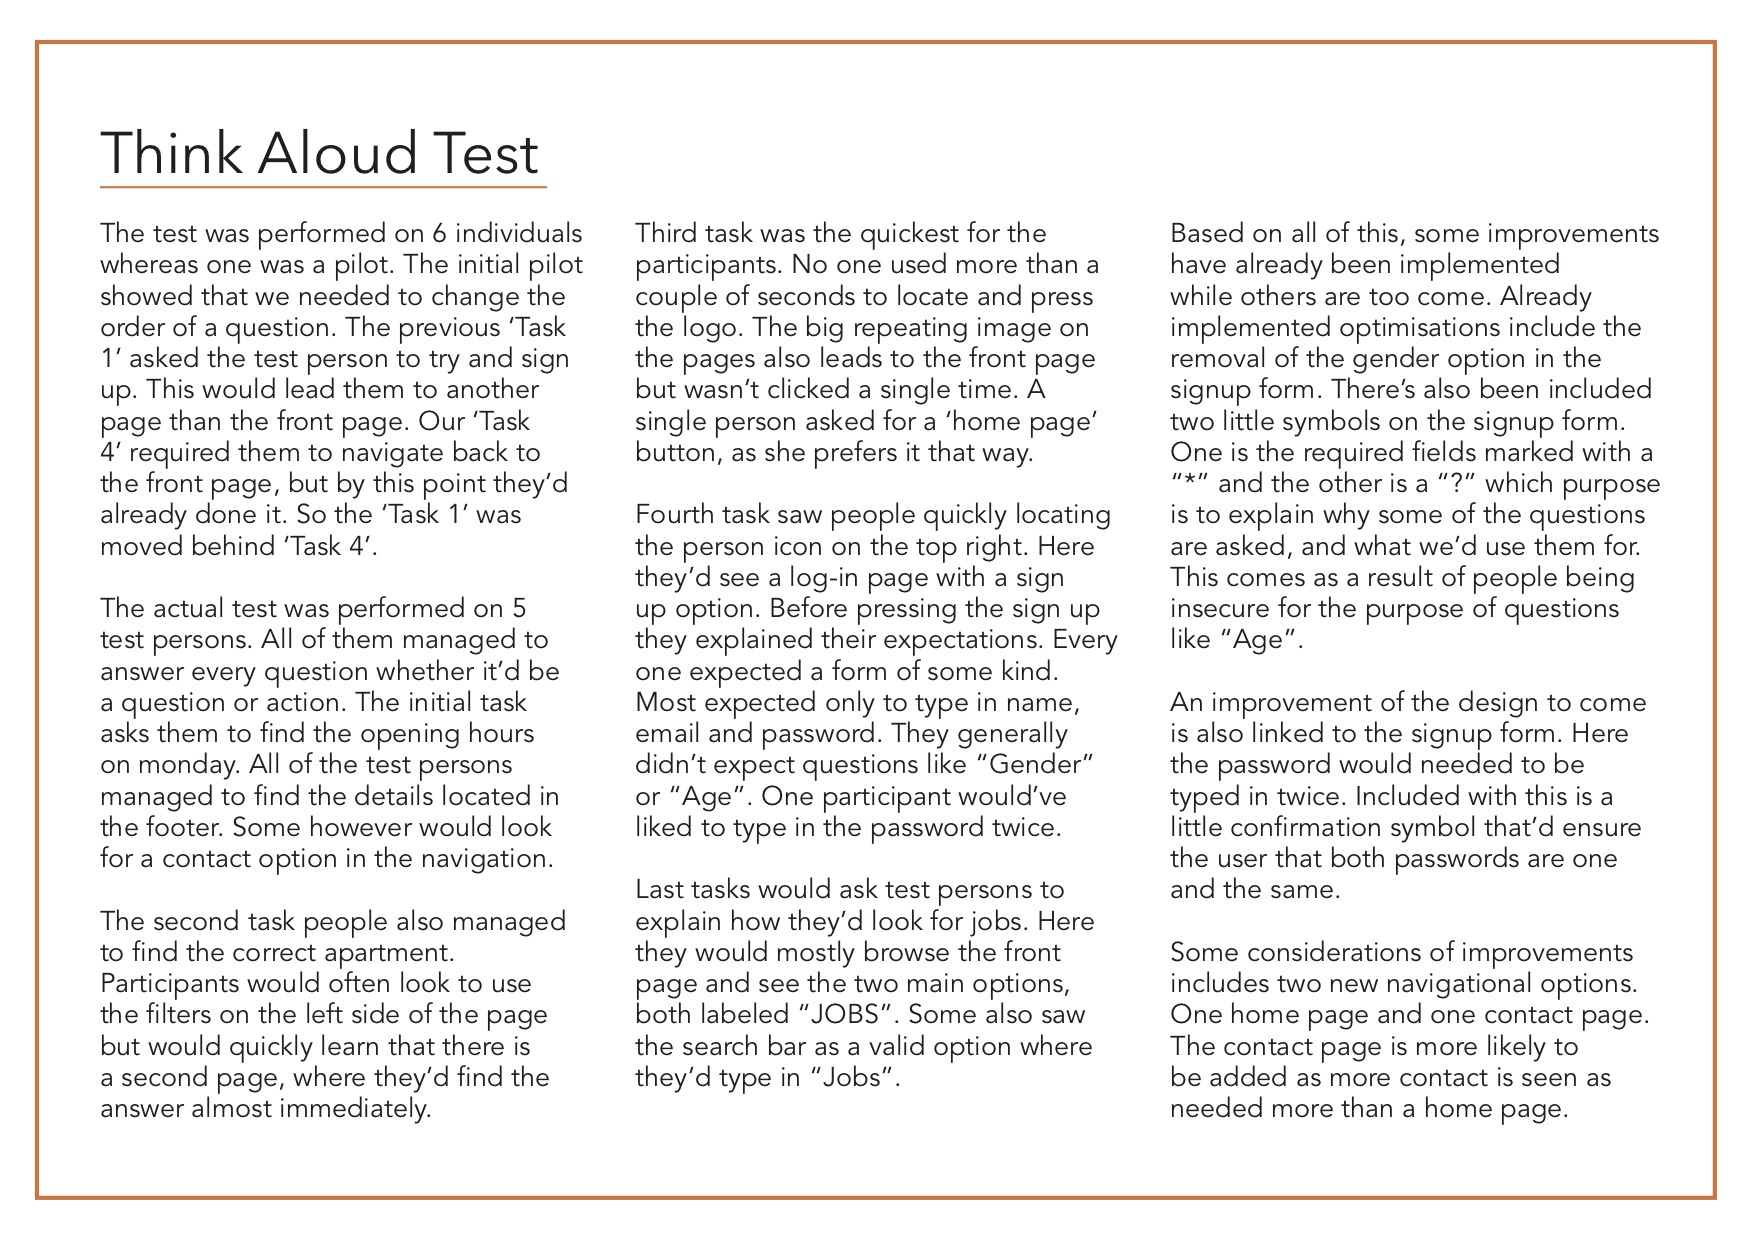 Think Aloud Test
The test was performed on 6 individuals
whereas one was a pilot. The initial pilot
showed that we needed to change the
order of a question. The previous ‘Task
1’ asked the test person to try and sign
up. This would lead them to another
page than the front page. Our ‘Task
4’ required them to navigate back to
the front page, but by this point they’d
already done it. So the ‘Task 1’ was
moved behind ‘Task 4’.
The actual test was performed on 5
test persons. All of them managed to
answer every question whether it’d be
a question or action. The initial task
asks them to find the opening hours
on monday. All of the test persons
managed to find the details located in
the footer. Some however would look
for a contact option in the navigation.
The second task people also managed
to find the correct apartment.
Participants would often look to use
the filters on the left side of the page
but would quickly learn that there is
a second page, where they’d find the
answer almost immediately.
Third task was the quickest for the
participants. No one used more than a
couple of seconds to locate and press
the logo. The big repeating image on
the pages also leads to the front page
but wasn’t clicked a single time. A
single person asked for a ‘home page’
button, as she prefers it that way.
Fourth task saw people quickly locating
the person icon on the top right. Here
they’d see a log-in page with a sign
up option. Before pressing the sign up
they explained their expectations. Every
one expected a form of some kind.
Most expected only to type in name,
email and password. They generally
didn’t expect questions like “Gender”
or “Age”. One participant would’ve
liked to type in the password twice.
Last tasks would ask test persons to
explain how they’d look for jobs. Here
they would mostly browse the front
page and see the two main options,
both labeled “JOBS”. Some also saw
the search bar as a valid option where
they’d type in “Jobs”.
Based on all of this, some improvements
have already been implemented
while others are too come. Already
implemented optimisations include the
removal of the gender option in the
signup form. There’s also been included
two little symbols on the signup form.
One is the required fields marked with a
“*” and the other is a “?” which purpose
is to explain why some of the questions
are asked, and what we’d use them for.
This comes as a result of people being
insecure for the purpose of questions
like “Age”.
An improvement of the design to come
is also linked to the signup form. Here
the password would needed to be
typed in twice. Included with this is a
little confirmation symbol that’d ensure
the user that both passwords are one
and the same.
Some considerations of improvements
includes two new navigational options.
One home page and one contact page.
The contact page is more likely to
be added as more contact is seen as
needed more than a home page.